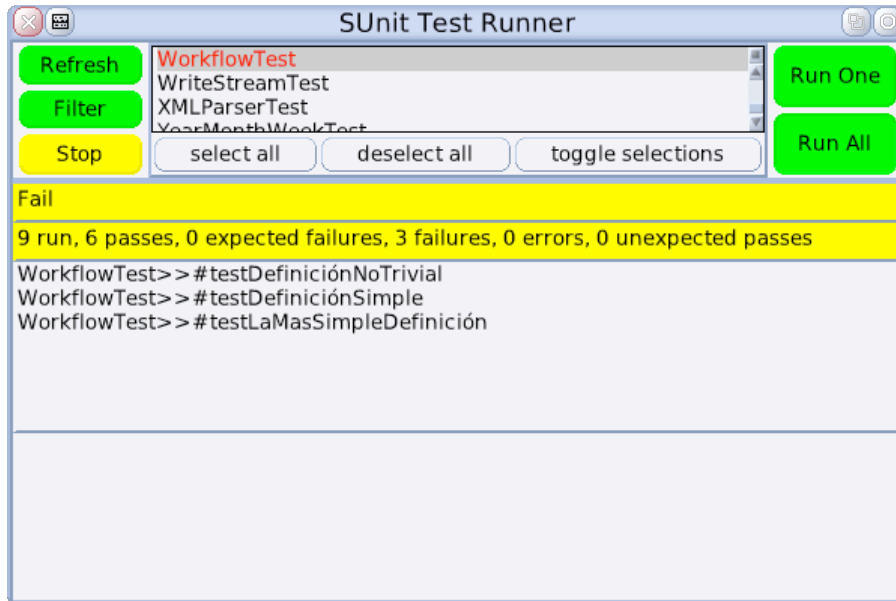 SUnit Test Runner
Refresh
Filter
Stop
WorkflowTest
WriteStreamTest
XMLParserTest
YearMonthWeekTest
select all
deselect all
toggle selections
Run One
Run All
Fail
9 run, 6 passes, 0 expected failures, 3 failures, 0 errors, 0 unexpected passes
WorkflowTest>>#testDefiniciónNoTrivial
WorkflowTest>>#testDefiniciónSimple
WorkflowTest>>#testLaMasSimpleDefinición